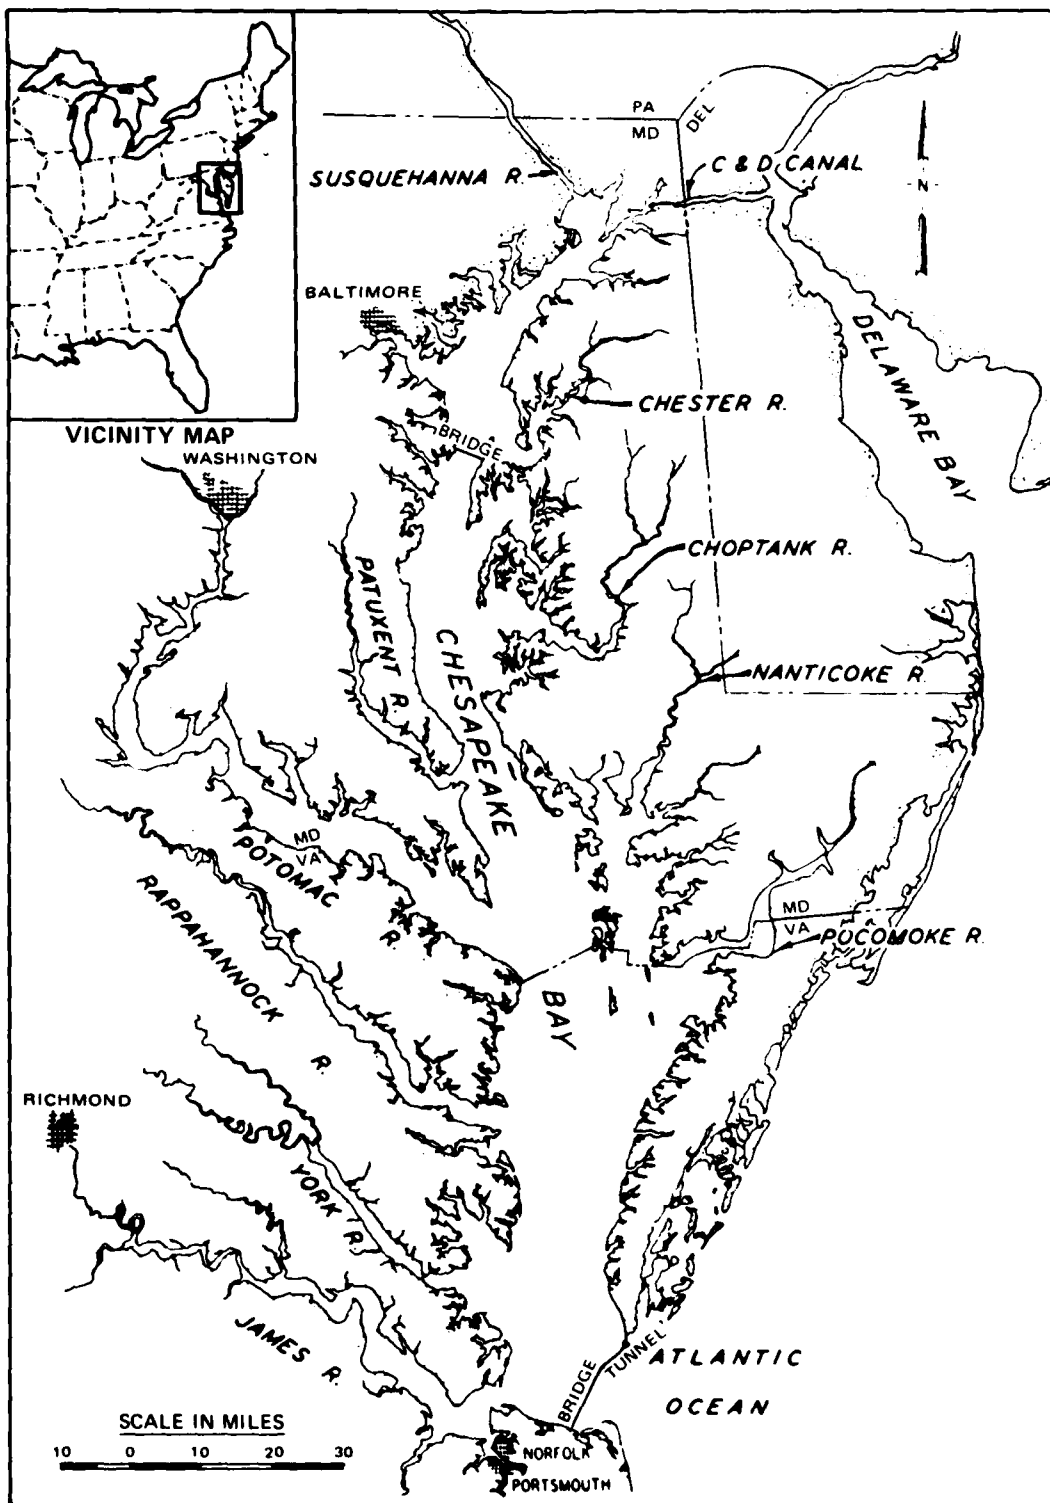 PA
MD
DEL
SUSQUEHANNA R.
C & D CANAL
N
BALTIMORE
DELAWARE BAY
CHESTER R.
VICINITY MAP
BRIDGE
WASHINGTON
CHOPTANK R.
PATUXENT R.
CHESAPEAKE
NANTICOKE R.
MD
VA
POTOMAC R.
RAPPAHANNOCK R.
MD
VA
POCOMOKE R.
BAY
RICHMOND
YORK R.
JAMES R.
BRIDGE
TUNNEL
ATLANTIC
OCEAN
SCALE IN MILES
10 0 10 20 30
NORFOLK
PORTSMOUTH